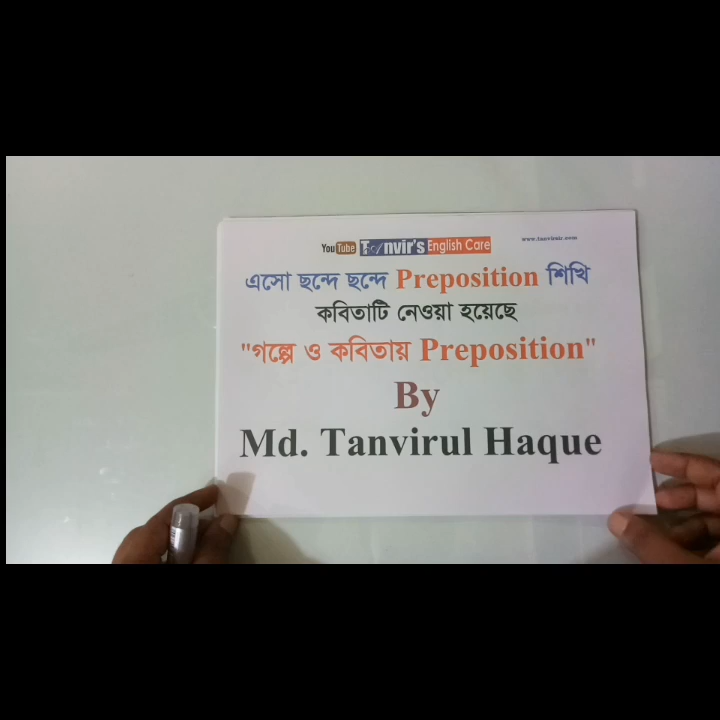 YouTube Tanvir's English Care
এসো ছন্দে ছন্দে Preposition শিখি
কবিতাটি নেওয়া হয়েছে
"গল্পে ও কবিতায় Preposition"
By
Md. Tanvirul Haque